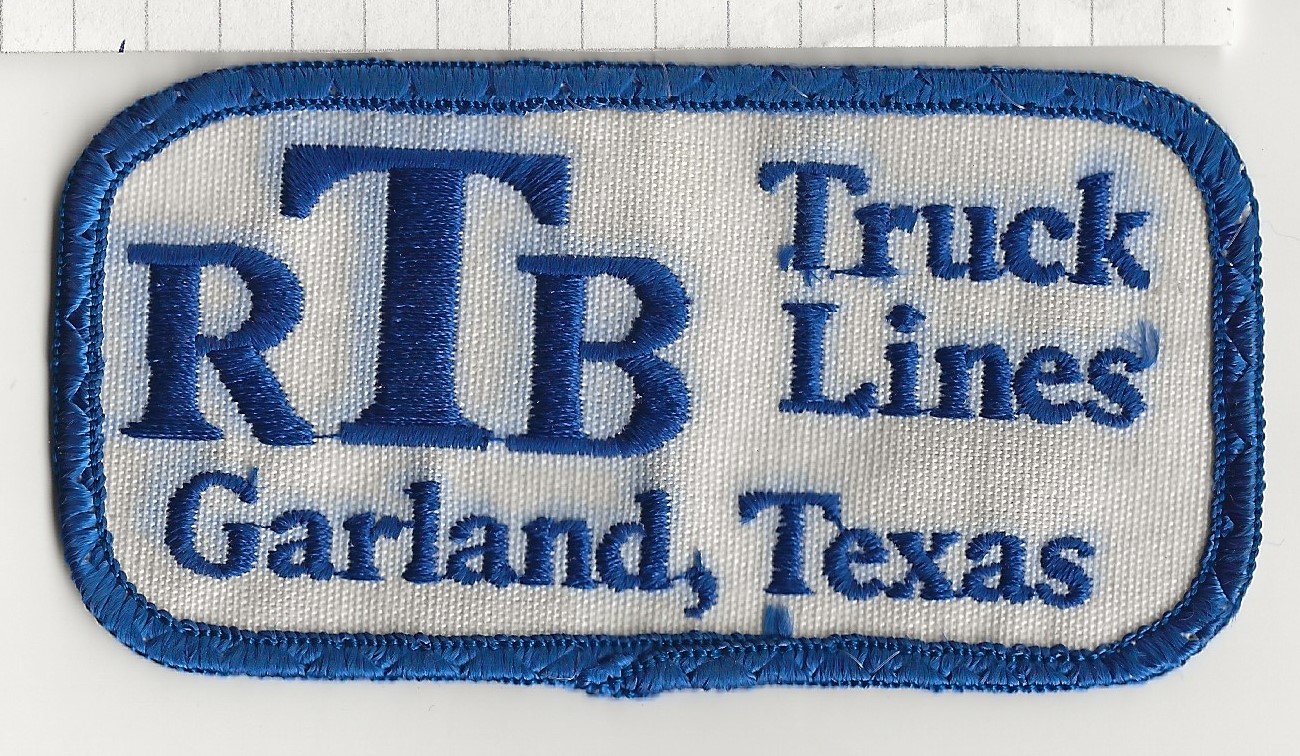 RTB
Truck
Lines
Garland, Texas